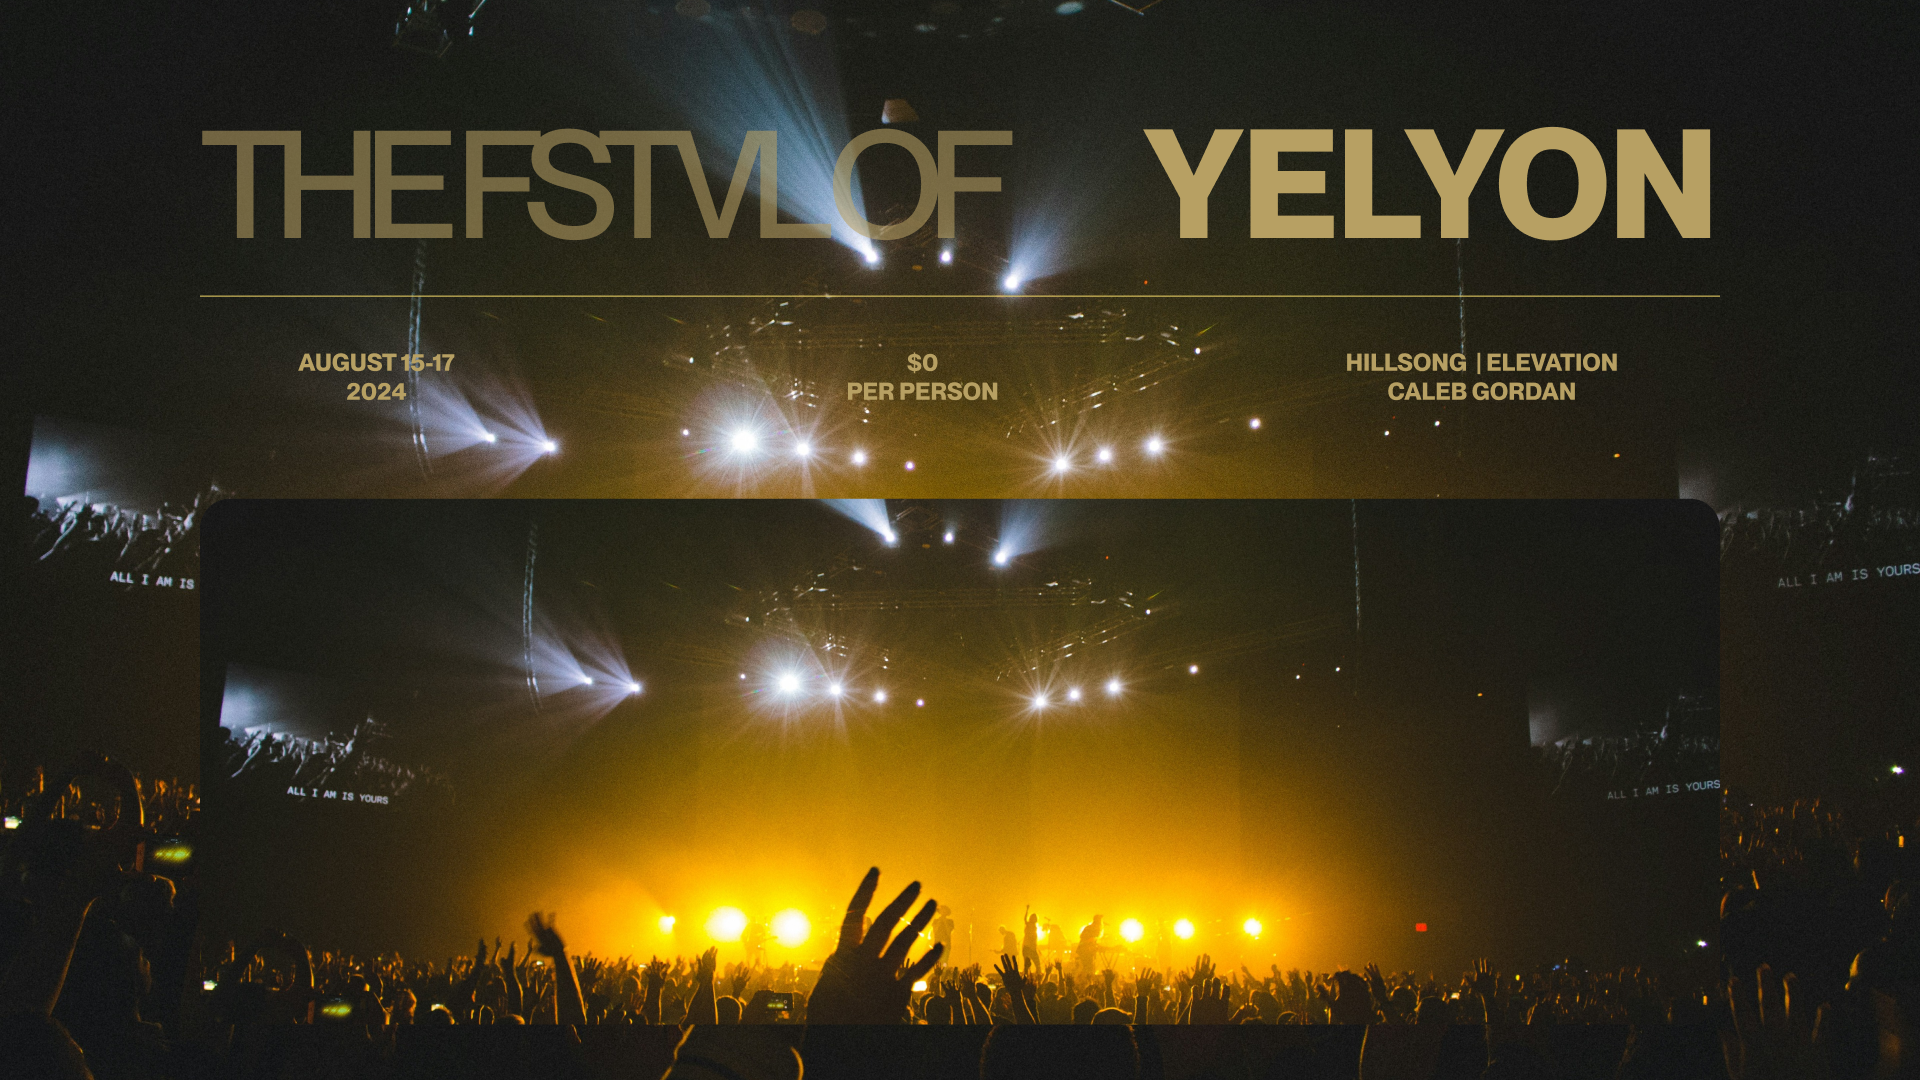 THE FSTVL OF YELYON
AUGUST 15-17
2024
$0
PER PERSON
HILLSONG | ELEVATION
CALEB GORDAN
ALL I AM IS
ALL I AM IS YOURS
ALL I AM IS YOURS
ALL I AM IS YOURS